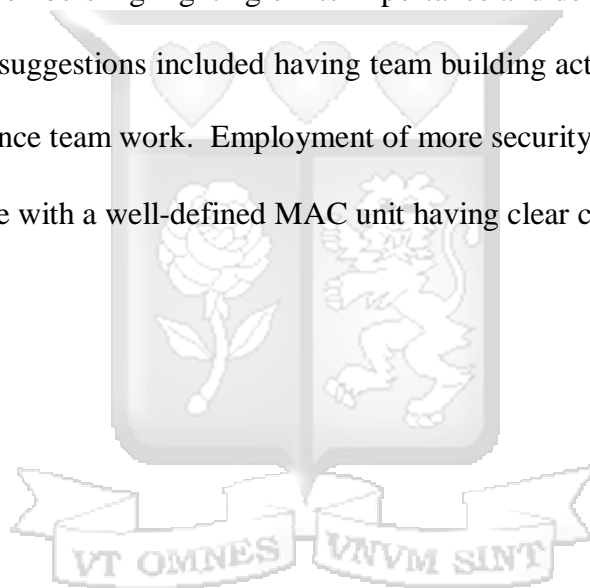 suggestions included having team building act
nce team work. Employment of more security
e with a well-defined MAC unit having clear c
VT OMNES VNVM SINT